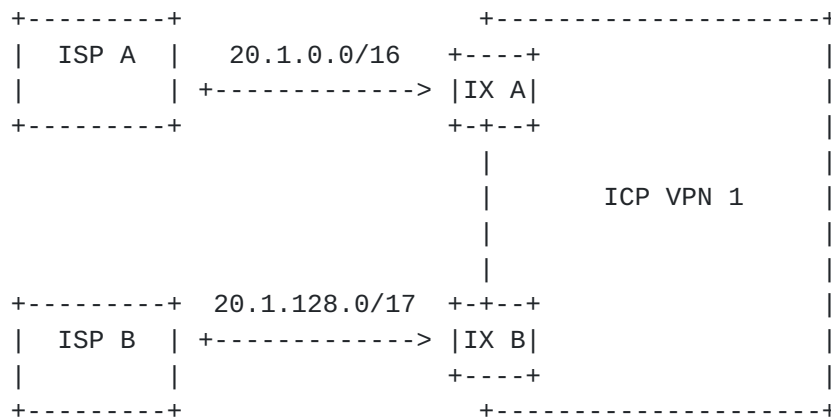 ISP A 20.1.0.0/16
IX A
ICP VPN 1
20.1.128.0/17
ISP B IX B